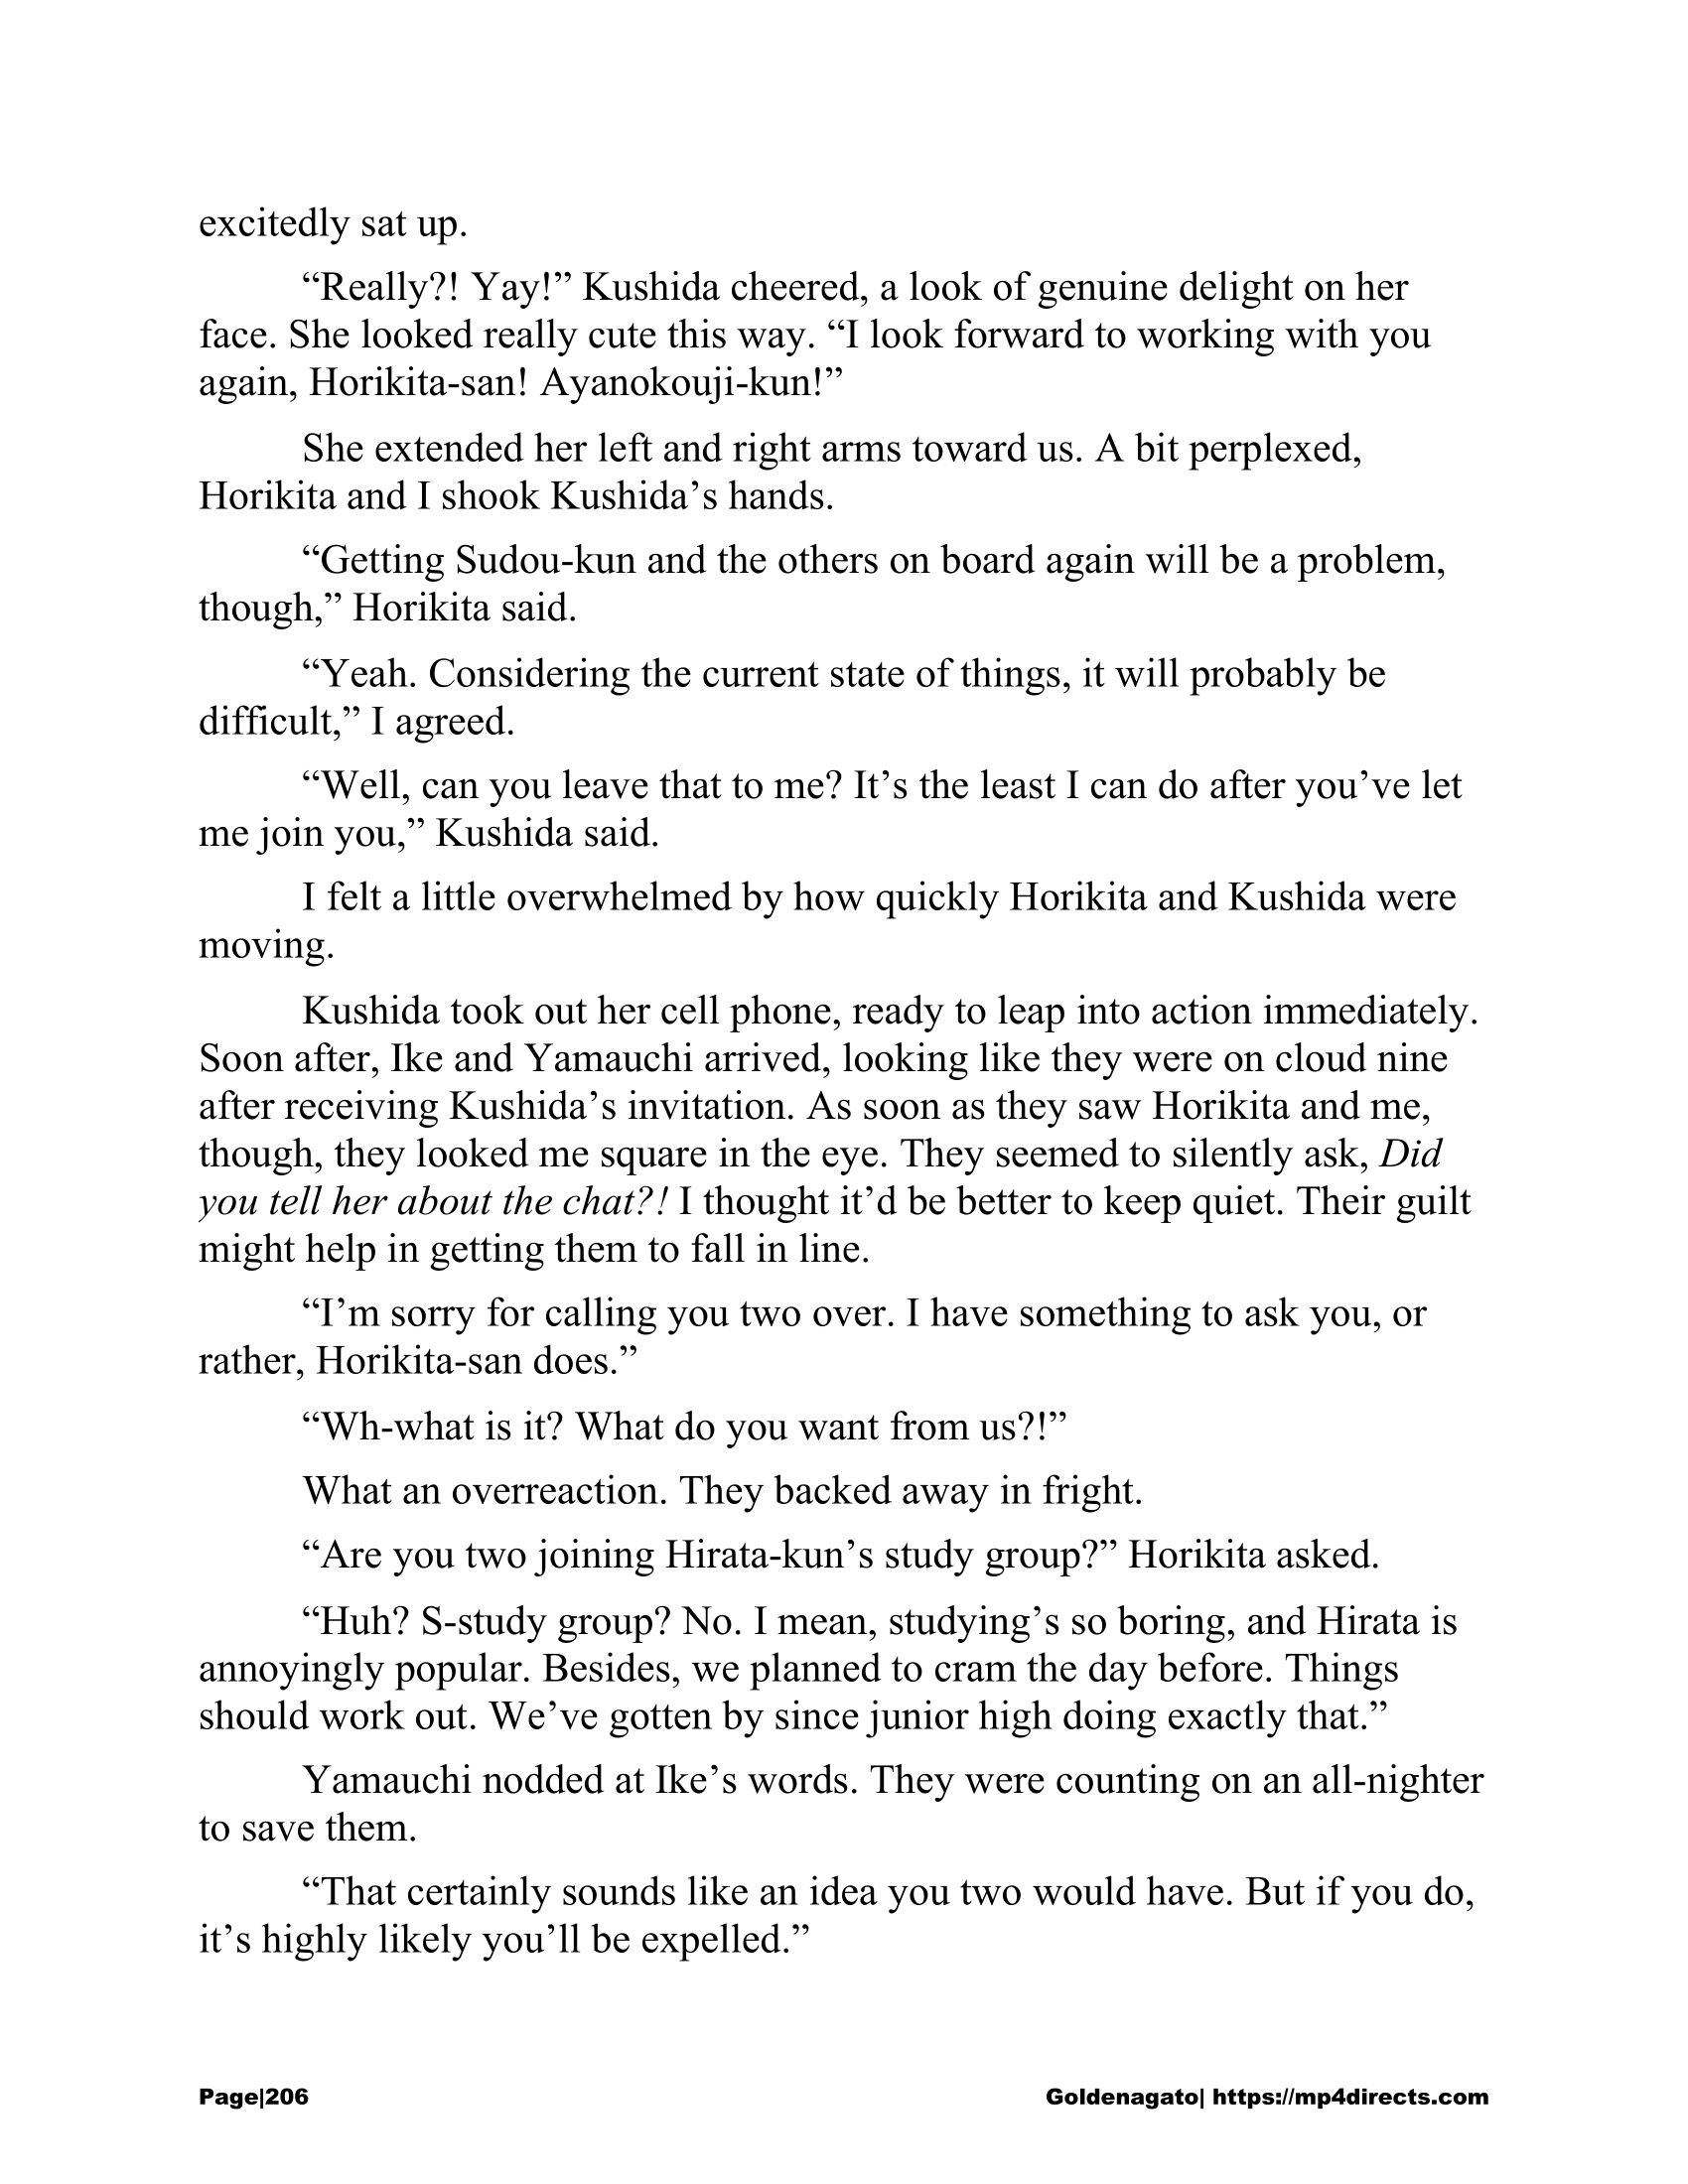 excitedly sat up.
“Really?! Yay!” Kushida cheered, a look of genuine delight on her
face. She looked really cute this way. “I look forward to working with you
again, Horikita-san! Ayanokouji-kun!”
She extended her left and right arms toward us. A bit perplexed,
Horikita and I shook Kushida’s hands.
“Getting Sudou-kun and the others on board again will be a problem,
though,” Horikita said.
“Yeah. Considering the current state of things, it will probably be
difficult,” I agreed.
“Well, can you leave that to me? It’s the least I can do after you’ve let
me join you,” Kushida said.
I felt a little overwhelmed by how quickly Horikita and Kushida were
moving.
Kushida took out her cell phone, ready to leap into action immediately.
Soon after, Ike and Yamauchi arrived, looking like they were on cloud nine
after receiving Kushida’s invitation. As soon as they saw Horikita and me,
though, they looked me square in the eye. They seemed to silently ask, Did
you tell her about the chat?! I thought it’d be better to keep quiet. Their guilt
might help in getting them to fall in line.
“I’m sorry for calling you two over. I have something to ask you, or
rather, Horikita-san does.”
“Wh-what is it? What do you want from us?!”
What an overreaction. They backed away in fright.
“Are you two joining Hirata-kun’s study group?” Horikita asked.
“Huh? S-study group? No. I mean, studying’s so boring, and Hirata is
annoyingly popular. Besides, we planned to cram the day before. Things
should work out. We’ve gotten by since junior high doing exactly that.”
Yamauchi nodded at Ike’s words. They were counting on an all-nighter
to save them.
“That certainly sounds like an idea you two would have. But if you do,
it’s highly likely you’ll be expelled.”
Page|206 Goldenagato| https://mp4directs.com